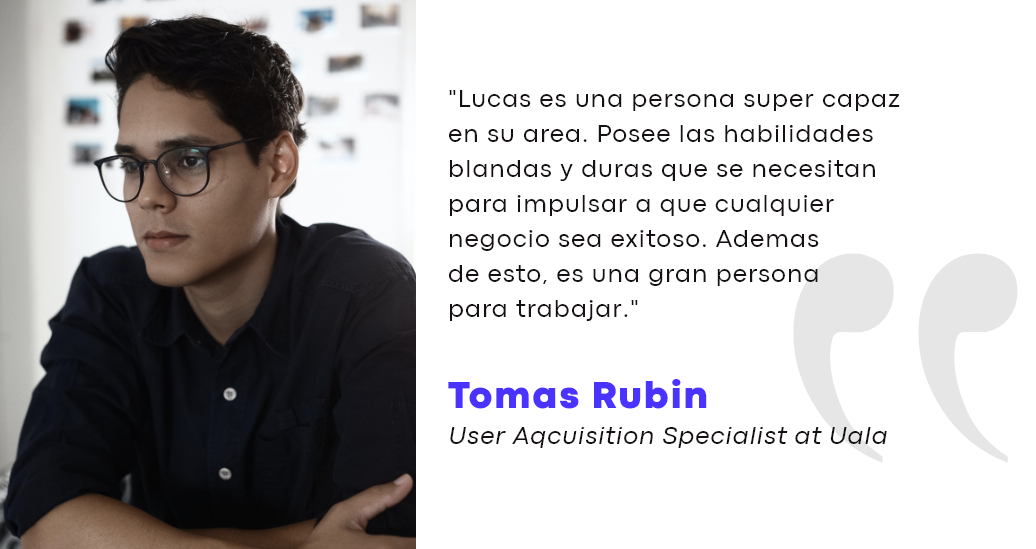 "Lucas es una persona super capaz
en su area. Posee las habilidades
blandas y duras que se necesitan
para impulsar a que cualquier
negocio sea exitoso. Ademas
de esto, es una gran persona
para trabajar."
Tomas Rubin
User Aqcuisition Specialist at Uala